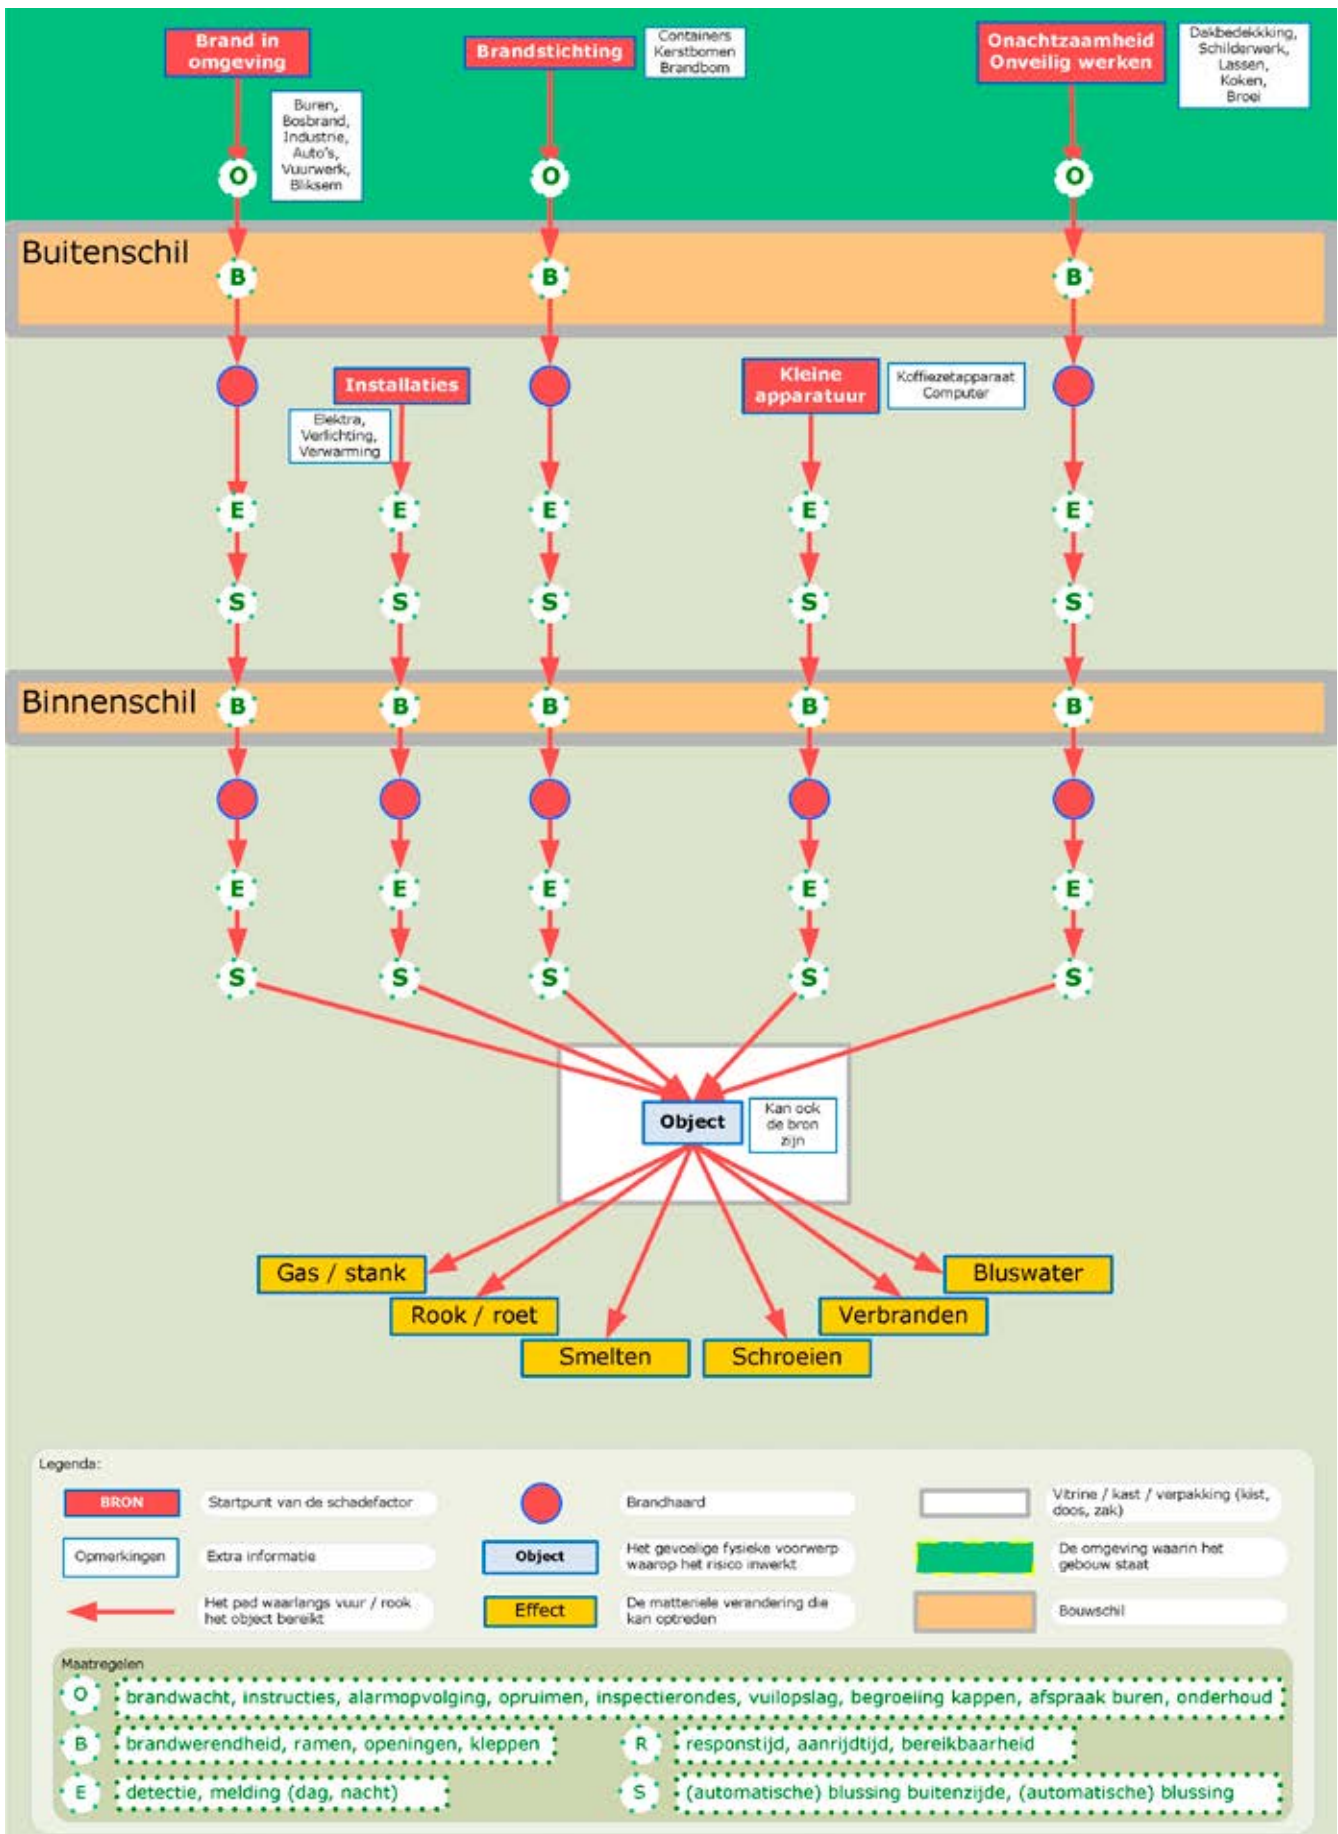 Brand in
omgeving
Buren,
Bosbrand,
Industrie,
Auto's,
Vuurwerk,
Bliksem
Brandstichting
Containers
Kerstbomen
Brandbom
Onachtzaamheid
Onveilig werken
Dakbedekkking,
Schilderwerk,
Lassen,
Koken,
Broei
O
O
O
Buitenschil
B
B
B
Installaties
Elektra,
Verlichting,
Verwarming
Kleine
apparatuur
Koffiezetapparaat
Computer
E
E
E
E
E
S
S
S
S
S
Binnenschil
B
B
B
B
B
E
E
E
E
E
S
S
S
S
S
Object
Kan ook
de bron
zijn
Gas / stank
Rook / roet
Smelten
Schroeien
Verbranden
Bluswater
Legenda:
BRON
Startpunt van de schadefactor
Brandhaard
Vitrine / kast / verpakking (kist,
doos, zak)
Opmerkingen
Extra informatie
Object
Het gevoelige fysieke voorwerp
waarop het risico inwerkt
De omgeving waarin het
gebouw staat
Het pad waarlangs vuur / rook
het object bereikt
Effect
De matteriele verandering die
kan optreden
Bouwschil
Maatregelen
O
brandwacht, instructies, alarmopvolging, opruimen, inspectierondes, vuilopslag, begroeiing kappen, afspraak buren, onderhoud
B
brandwerendheid, ramen, openingen, kleppen
R
responstijd, aanrijdtijd, bereikbaarheid
E
detectie, melding (dag, nacht)
S
(automatische) blussing buitenzijde, (automatische) blussing